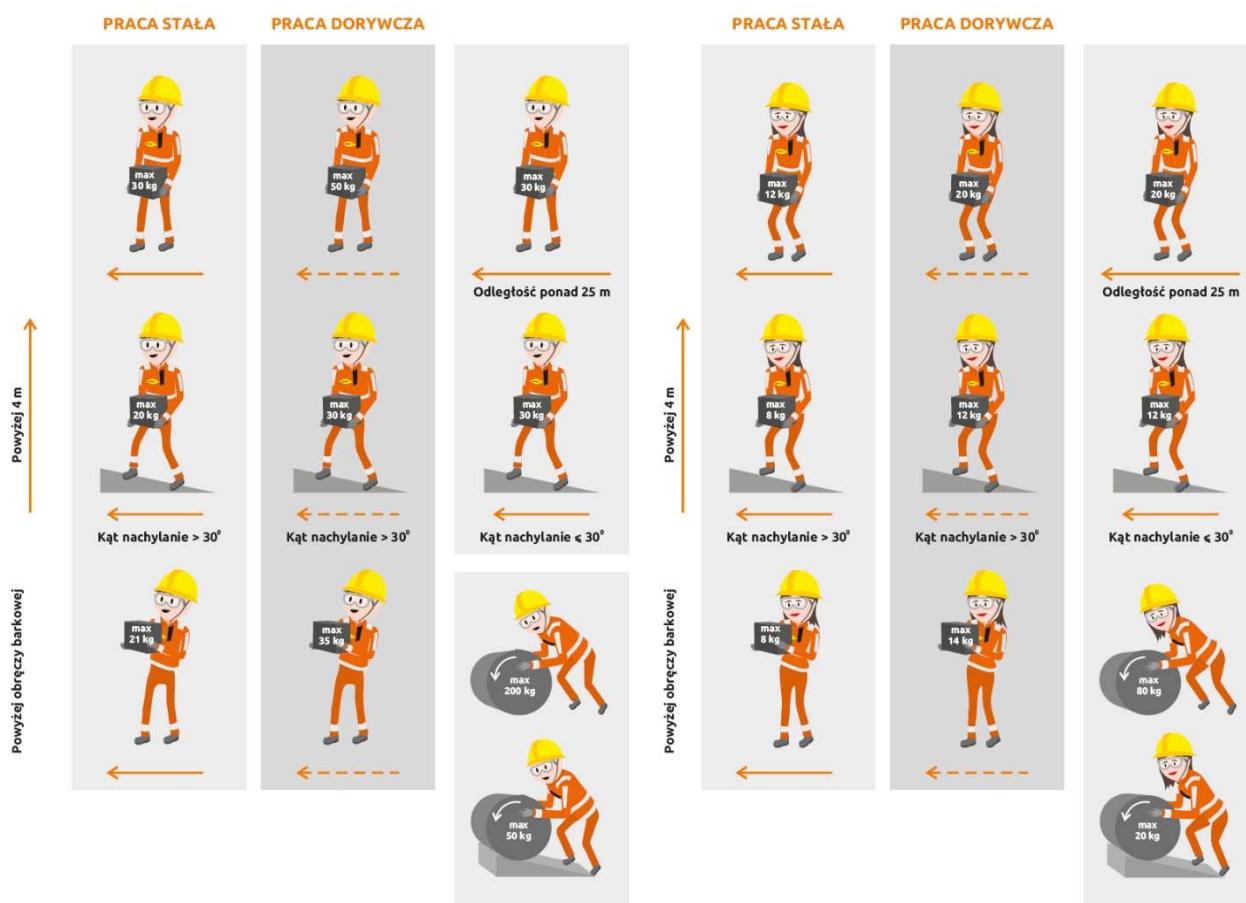 PRACA STAŁA
PRACA DORYWCZA
PRACA STAŁA
PRACA DORYWCZA
max
30 kg
max
50 kg
max
30 kg
max
12 kg
max
20 kg
max
20 kg
Odległość ponad 25 m
Odległość ponad 25 m
Powyżej 4 m
max
20 kg
max
30 kg
max
30 kg
Powyżej 4 m
max
8 kg
max
12 kg
max
12 kg
Kąt nachylanie > 30°
Kąt nachylanie > 30°
Kąt nachylanie ⩽ 30°
Kąt nachylanie > 30°
Kąt nachylanie > 30°
Kąt nachylanie ⩽ 30°
Powyżej obręczy barkowej
max
21 kg
max
35 kg
max
200 kg
Powyżej obręczy barkowej
max
8 kg
max
14 kg
max
80 kg
max
50 kg
max
20 kg